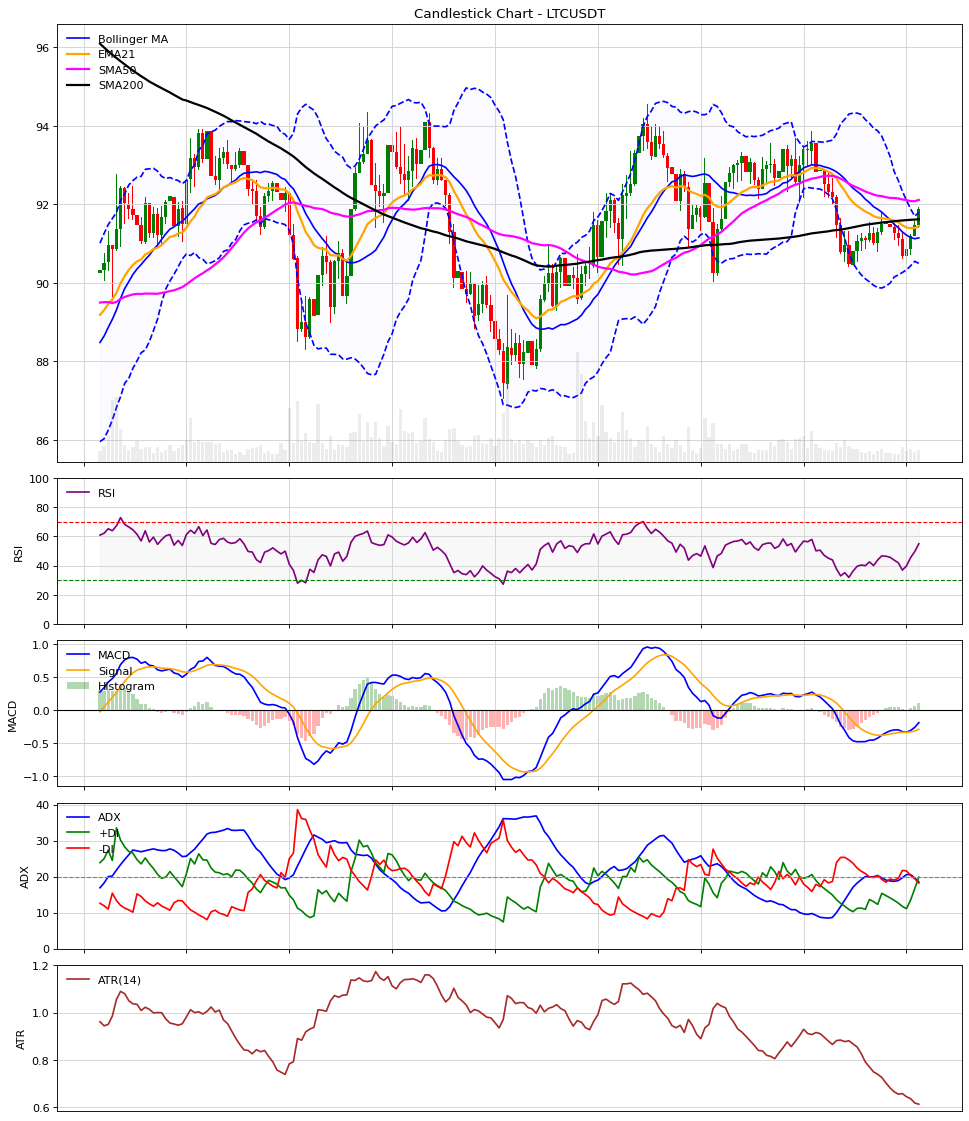 Candlestick Chart - LTCUSDT
Bollinger MA
EMA21
SMA50
SMA200
96
94
92
90
88
86
RSI
100
80
60
40
20
0
RSI
MACD
Signal
Histogram
1.0
0.5
0.0
−0.5
−1.0
MACD
ADX
+DI
-DI
40
30
20
10
0
ADX
ATR(14)
1.2
1.0
0.8
0.6
ATR